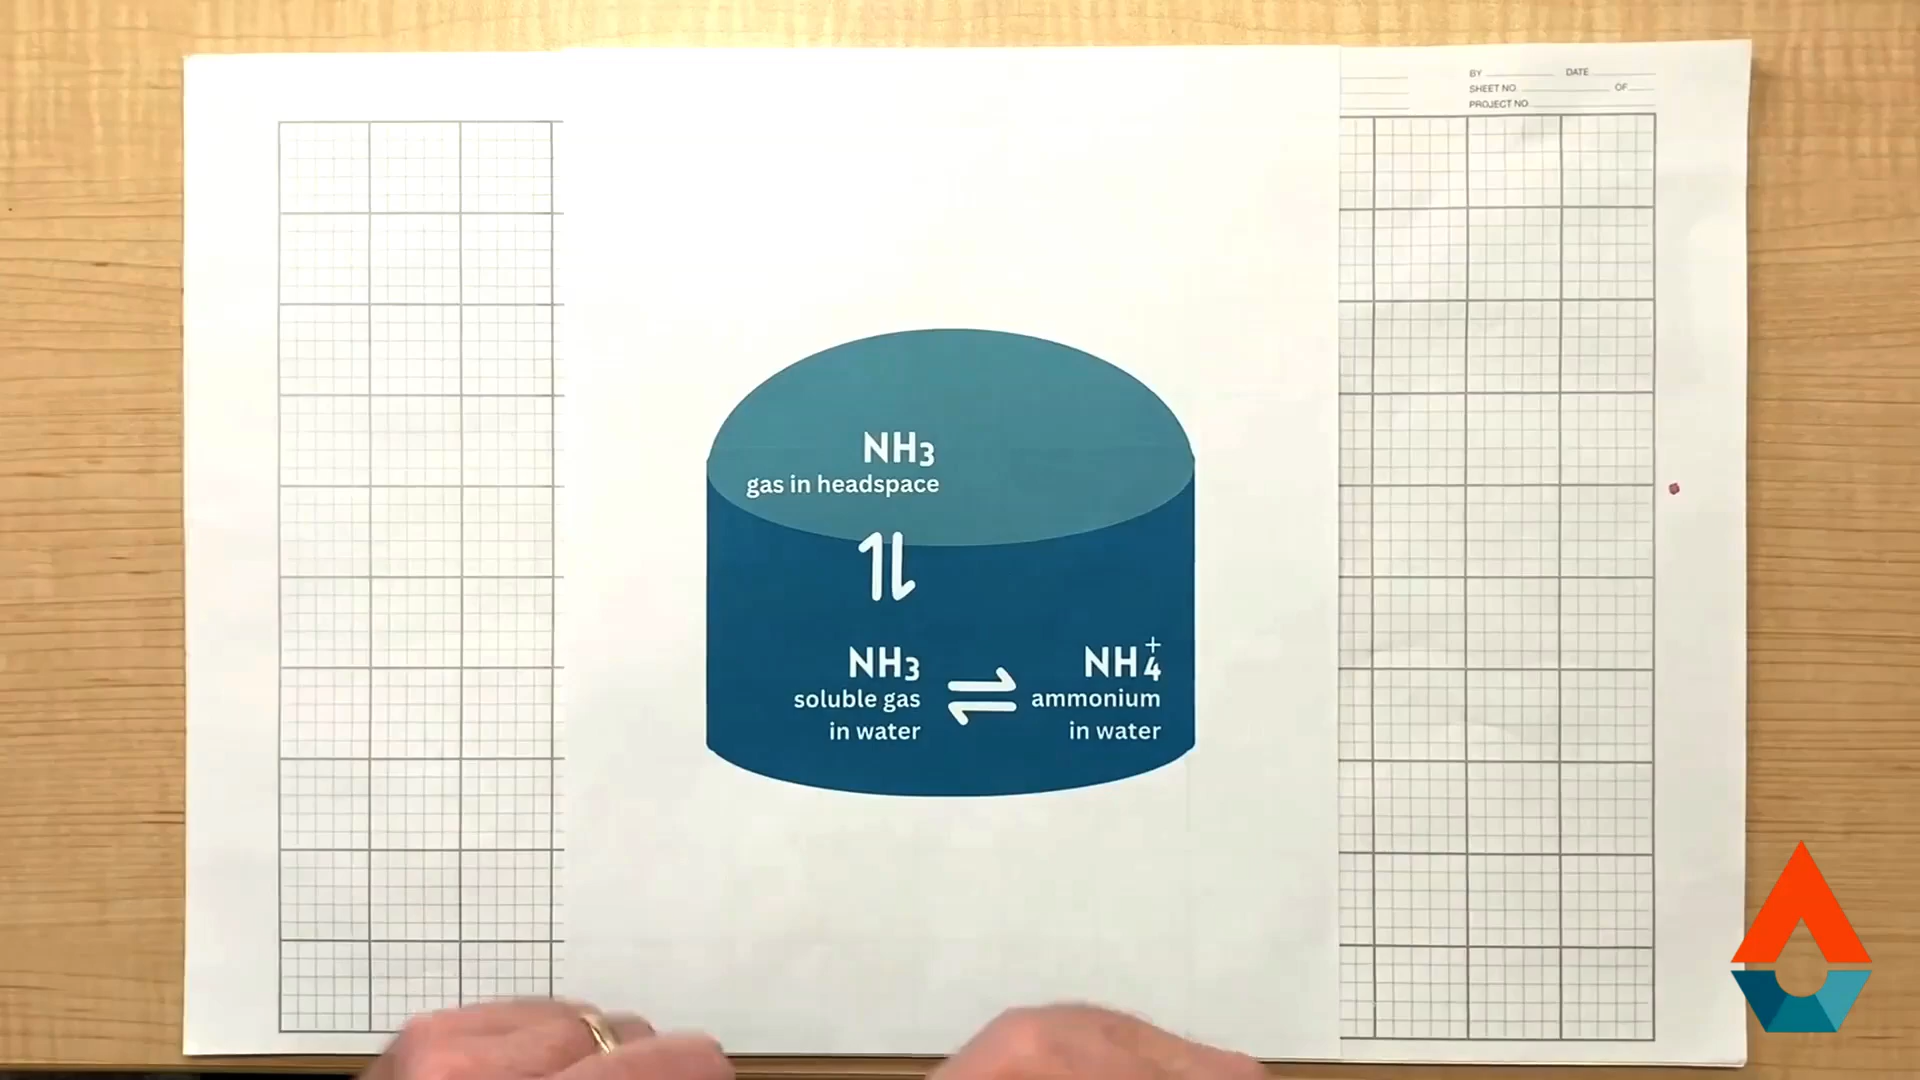 BY DATE
SHEET NO. OF
PROJECT NO.
NH3
gas in headspace
NH3
soluble gas
in water
NH4+
ammonium
in water